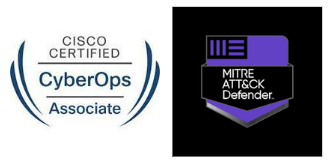 CISCO
CERTIFIED
CyberOps
Associate
MITRE
ATT&CK
Defender.